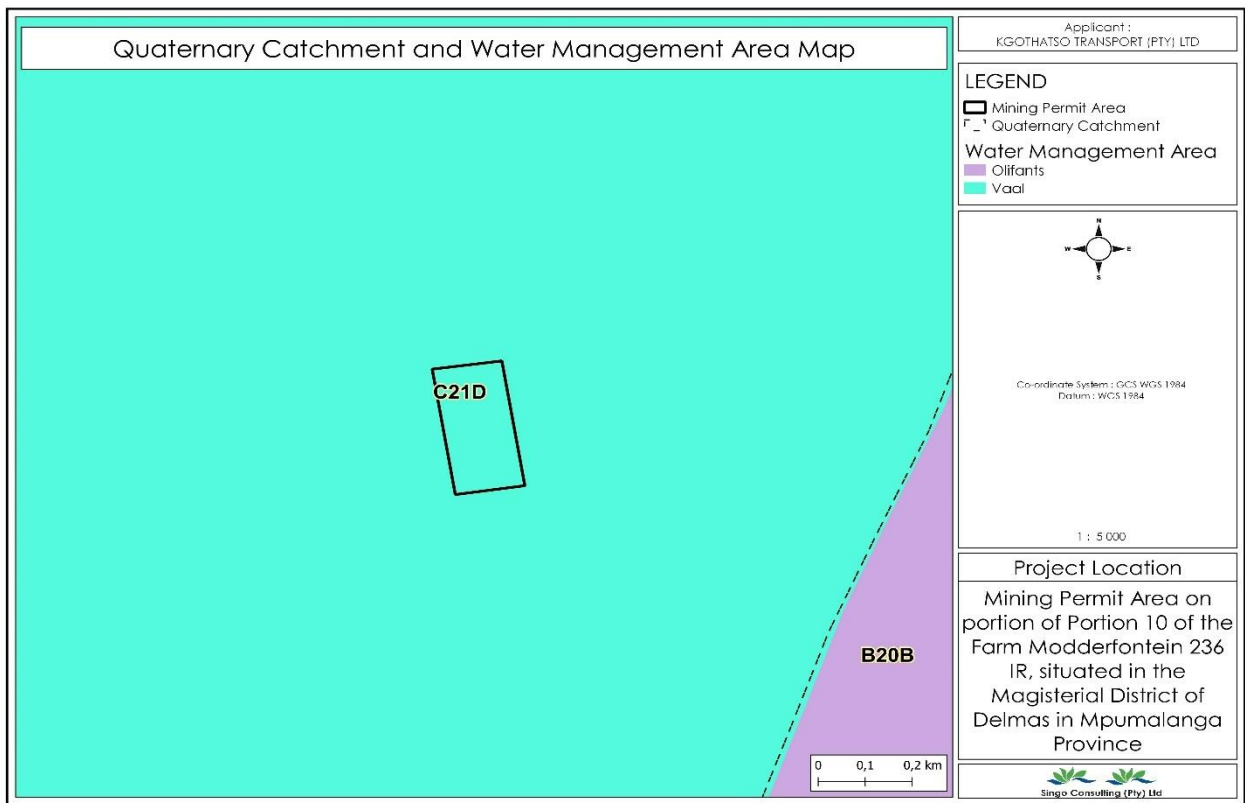 Quaternary Catchment and Water Management Area Map
C21D
B20B
0 0,1 0,2 km
Applicant :
KGOTHATSO TRANSPORT (PTY) LTD
LEGEND
Mining Permit Area
Quaternary Catchment
Water Management Area
Olifants
Vaal
N
W E
S
Co-ordinate System : GCS WGS 1984
Datum : WGS 1984
1 : 5 000
Project Location
Mining Permit Area on
portion of Portion 10 of the
Farm Modderfontein 236
IR, situated in the
Magisterial District of
Delmas in Mpumalanga
Province
Singo Consulting (Pty) Ltd